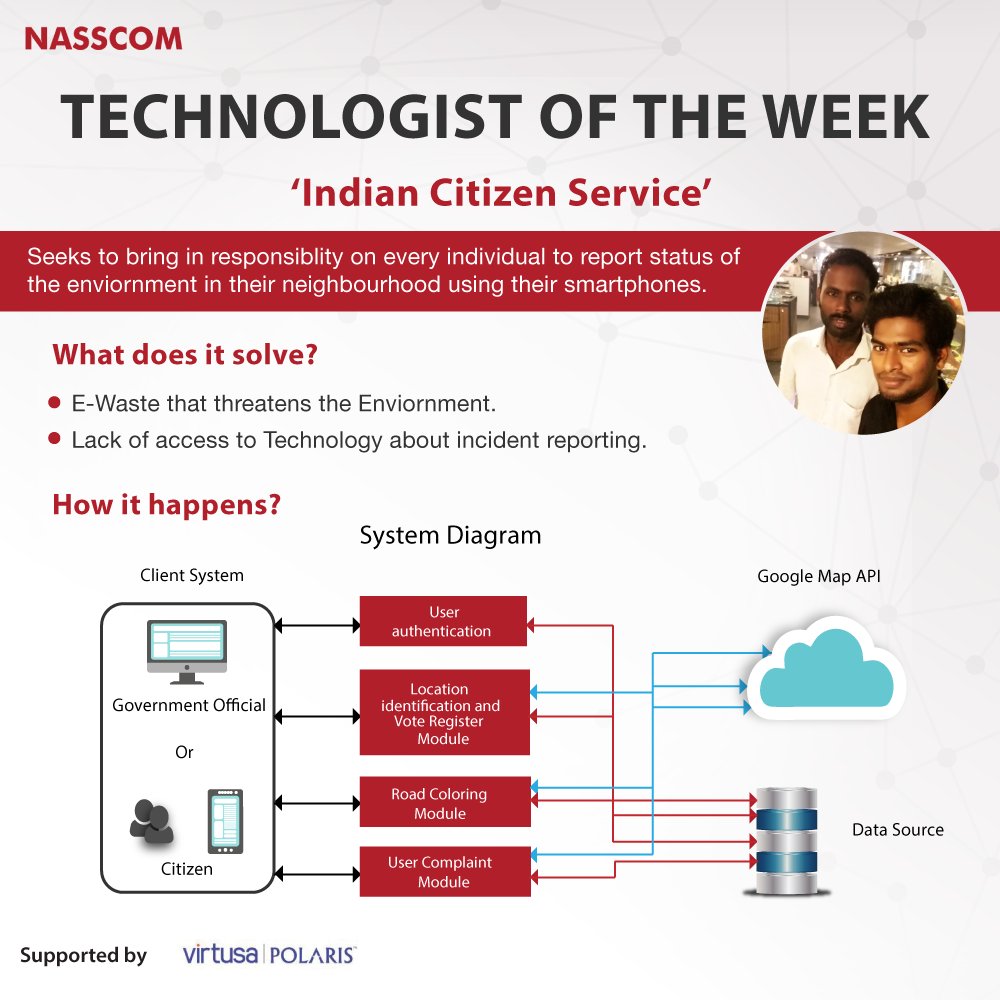 NASSCOM
TECHNOLOGIST OF THE WEEK
‘Indian Citizen Service’
Seeks to bring in responsiblity on every individual to report status of
the enviornment in their neighbourhood using their smartphones.
What does it solve?
E-Waste that threatens the Enviornment.
Lack of access to Technology about incident reporting.
How it happens?
System Diagram
Client System
Google Map API
Government Official
Or
Citizen
User
authentication
Location
identification and
Vote Register
Module
Road Coloring
Module
User Complaint
Module
Data Source
Supported by
virtusa | POLARIS™